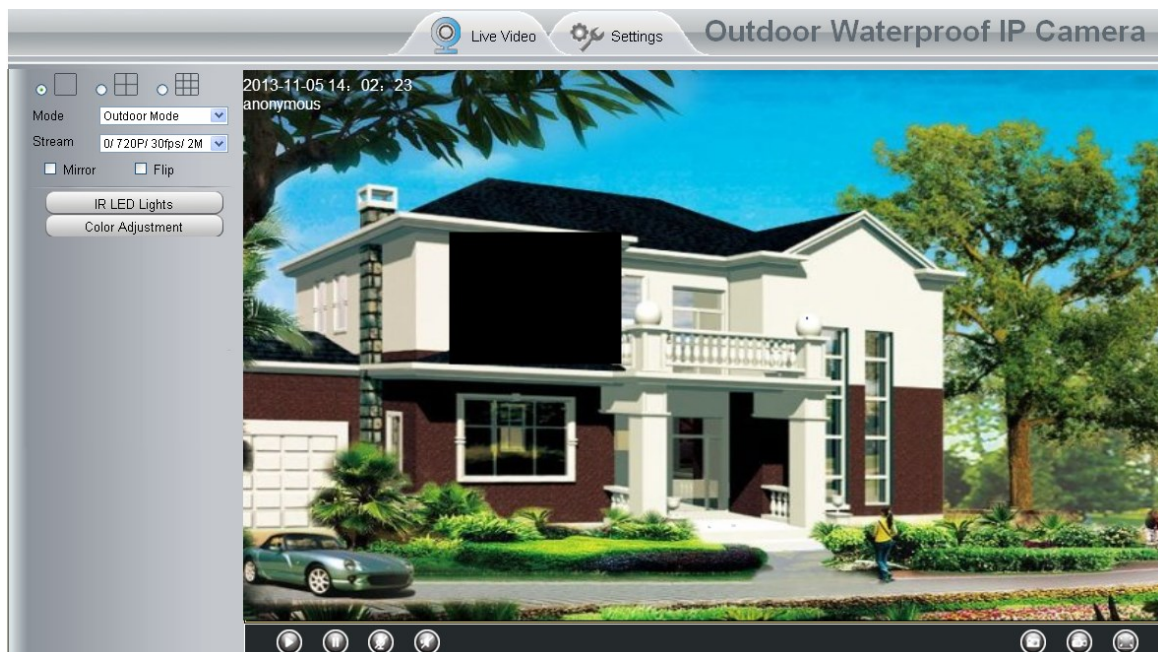 Live Video
Settings
Outdoor Waterproof IP Camera
Mode
Outdoor Mode
Stream
0/ 720P/ 30fps/ 2M
Mirror
Flip
IR LED Lights
Color Adjustment
2013-11-05 14: 02: 23
anonymous